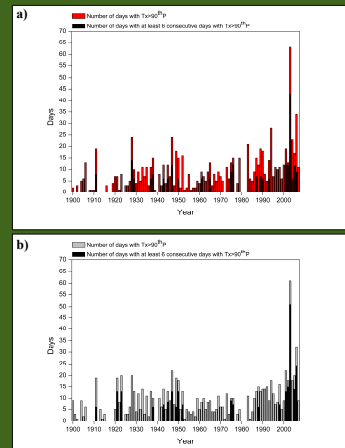 a)
Number of days with Tx>90thP
Number of days with at least 6 consecutive days with Tx>90thP
70
65
60
55
50
45
40
35
30
25
20
15
10
5
0
Days
1900 1910 1920 1930 1940 1950 1960 1970 1980 1990 2000
Year
b)
Number of days with Tx>90thP
Number of days with at least 6 consecutive days with Tx>90thP
70
65
60
55
50
45
40
35
30
25
20
15
10
5
0
Days
1900 1910 1920 1930 1940 1950 1960 1970 1980 1990 2000
Year